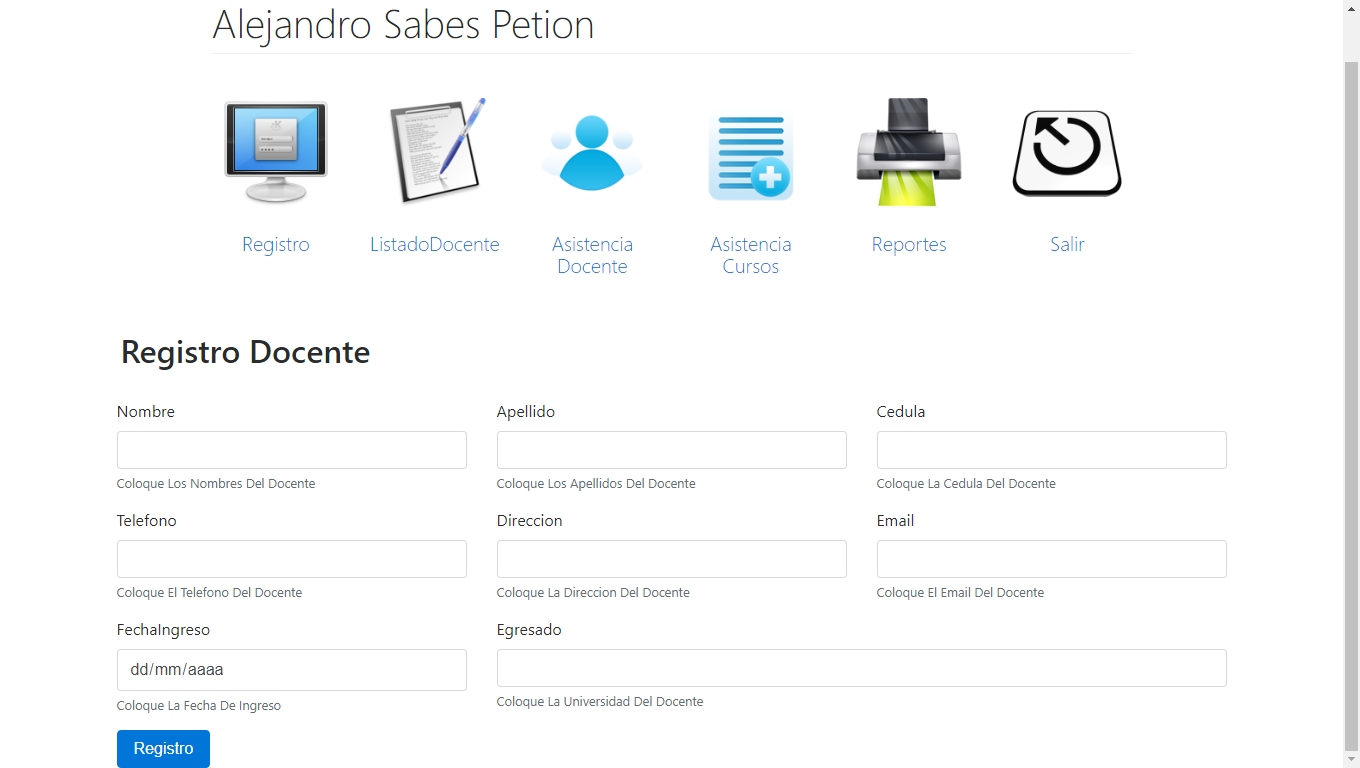 Alejandro Sabes Petion
Registro
ListadoDocente
Asistencia
Docente
Asistencia
Cursos
Reportes
Salir
Registro Docente
Nombre
Apellido
Cedula
Coloque Los Nombres Del Docente
Coloque Los Apellidos Del Docente
Coloque La Cedula Del Docente
Telefono
Direccion
Email
Coloque El Telefono Del Docente
Coloque La Direccion Del Docente
Coloque El Email Del Docente
FechaIngreso
Egresado
dd/mm/aaaa
Coloque La Fecha De Ingreso
Coloque La Universidad Del Docente
Registro